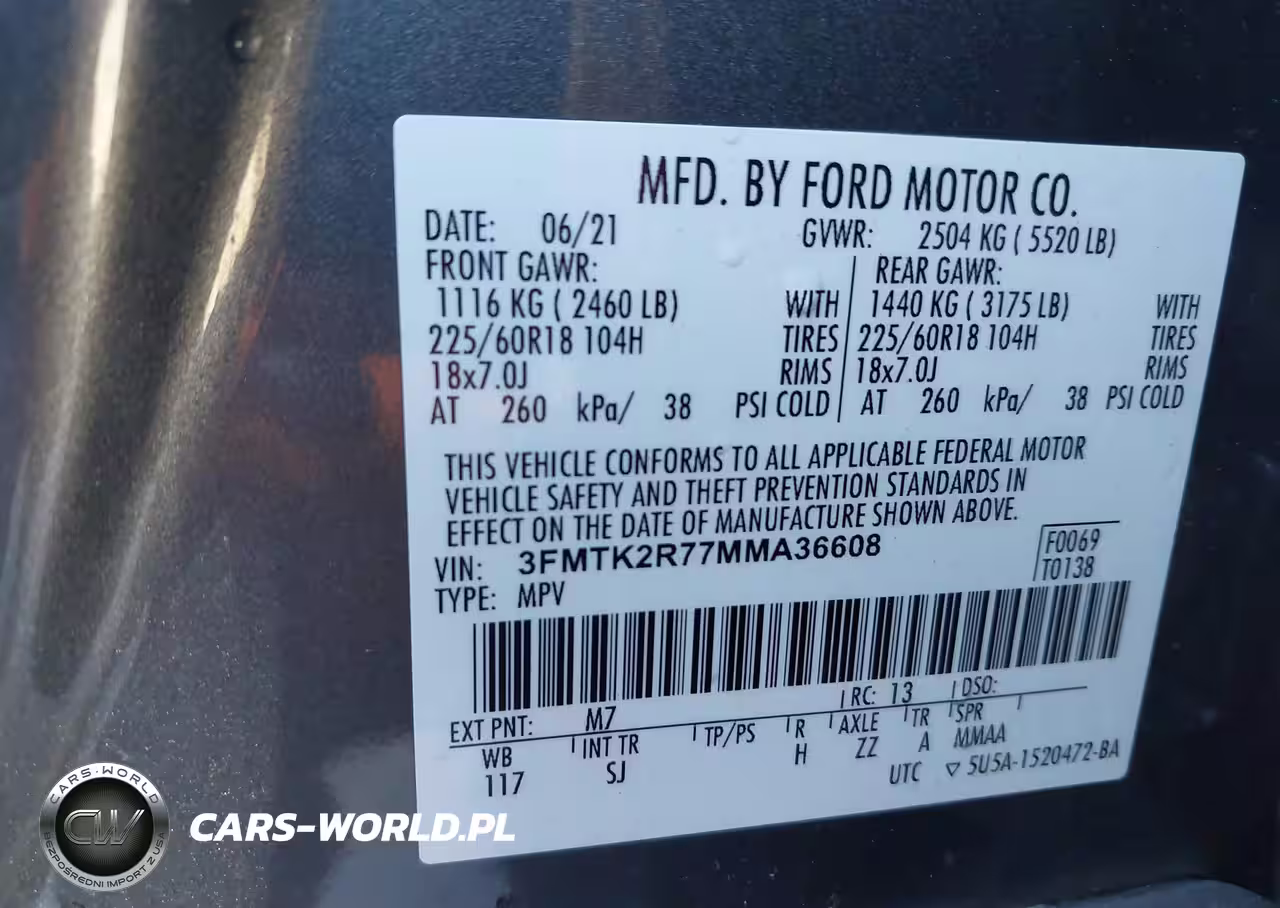 MFD. BY FORD MOTOR CO.
DATE: 06/21 GVWR: 2504 KG ( 5520 LB)
FRONT GAWR: REAR GAWR:
1116 KG ( 2460 LB) WITH 1440 KG ( 3175 LB) WITH
225/60R18 104H TIRES 225/60R18 104H TIRES
18x7.0J RIMS 18x7.0J RIMS
AT 260 kPa/ 38 PSI COLD AT 260 kPa/ 38 PSI COLD
THIS VEHICLE CONFORMS TO ALL APPLICABLE FEDERAL MOTOR
VEHICLE SAFETY AND THEFT PREVENTION STANDARDS IN
EFFECT ON THE DATE OF MANUFACTURE SHOWN ABOVE.
VIN: 3FMTK2R77MMA36608 F0069
TYPE: MPV T0138
EXT PNT: M7 RC: 13 DSO:
WB INT TR TP/PS R AXLE TR SPR
117 SJ H ZZ A MMAA
UTC ▽ 5U5A-1520472-BA
CARS-WORLD
CW
BEZPOŚREDNI IMPORT Z USA
CARS-WORLD.PL